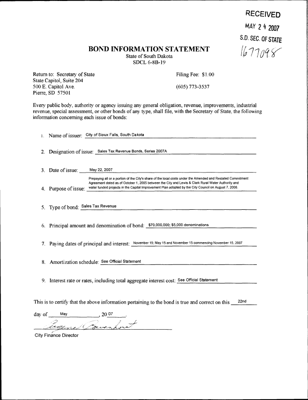 RECEIVED
MAY 24 2007
S.D. SEC. OF STATE
1677098
BOND INFORMATION STATEMENT
State of South Dakota
SDCL 6-8B-19
Return to: Secretary of State
Filing Fee: $1.00
State Capitol, Suite 204
500 E. Capitol Ave
(605) 773-3537
Pierre, SD 57501
Every public body, authority or agency issuing any general obligation, revenue, improvements, industrial
revenue, special assessment, or other bonds of any type, shall file, with the Secretary of State, the following
information concerning each issue of bonds:
1. Name of issuer: City of Sioux Falls, South Dakota
2. Designation of issue: Sales Tax Revenue Bonds, Series 2007A
3. Date of issue: May 22, 2007
Prepaying all or a portion of the City's share of the costs under the Amended and Restated Commitment
Agreement dated as of October 1, 2003 between the City and Lewis & Clark Rural Water Authority and
4. Purpose of issue: water funded projects in the Capital Improvement Plan adopted by the City Council on August 7, 2006
5. Type of bond: Sales Tax Revenue
6. Principal amount and denomination of bond: $70,000,000; $5,000 denominations
7. Paying dates of principal and interest: November 15, May 15 and November 15 commencing November 15, 2007
8. Amortization schedule: See Official Statement
9. Interest rate or rates, including total aggregate interest cost: See Official Statement
This is to certify that the above information pertaining to the bond is true and correct on this 22nd
day of May, 20 07
City Finance Director